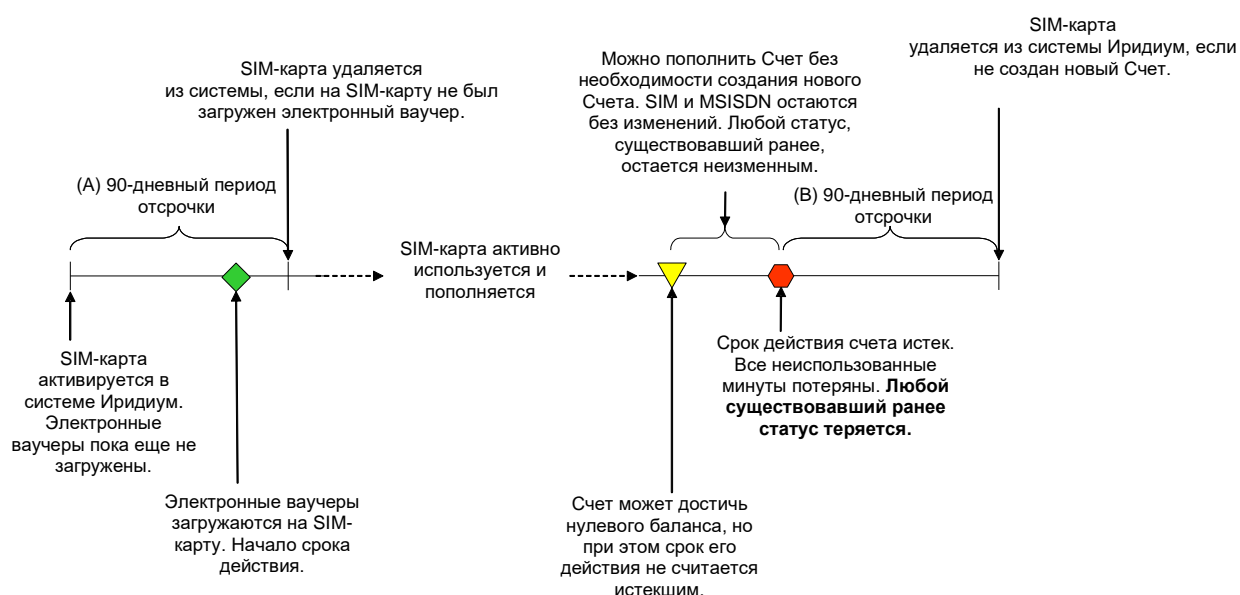 SIM-карта
удаляется из системы Иридиум, если
не создан новый Счет.
Можно пополнить Счет без
необходимости создания нового
Счета. SIM и MSISDN остаются
без изменений. Любой статус,
существовавший ранее,
остается неизменным.
SIM-карта удаляется
из системы, если на SIM-карту не был
загружен электронный ваучер.
(А) 90-дневный период
отсрочки
(В) 90-дневный период
отсрочки
SIM-карта активно
используется и
пополняется
SIM-карта
активируется в
системе Иридиум.
Электронные
ваучеры пока еще не
загружены.
Срок действия счета истек.
Все неиспользованные
минуты потеряны. Любой
существовавший ранее
статус теряется.
Электронные ваучеры
загружаются на SIM-
карту. Начало срока
действия.
Счет может достичь
нулевого баланса, но
при этом срок его
действия не считается
истекшим.